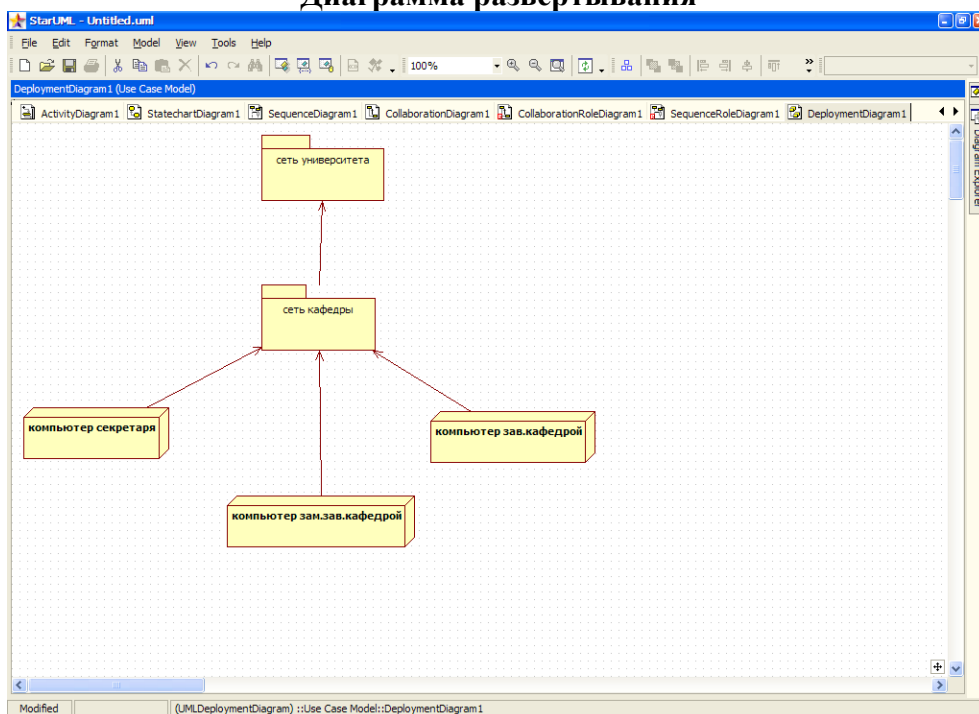 Диаграмма развертывания
StarUML - Untitled.uml
File Edit Format Model View Tools Help
100%
DeploymentDiagram1 (Use Case Model)
ActivityDiagram1 StatechartDiagram1 SequenceDiagram1 CollaborationDiagram1 CollaborationRoleDiagram1 SequenceRoleDiagram1 DeploymentDiagram1
Diagram Explorer
сеть университета
сеть кафедры
компьютер секретаря
компьютер зав.кафедрой
компьютер зам.зав.кафедрой
Modified (UMLDeploymentDiagram) ::Use Case Model::DeploymentDiagram1